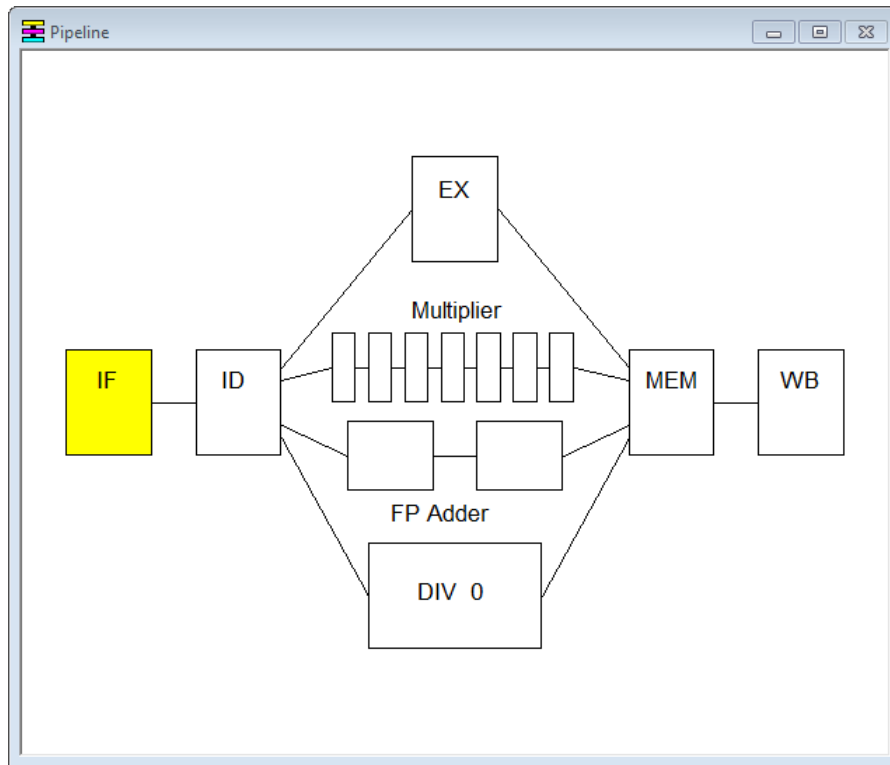 Pipeline
EX
Multiplier
IF
ID
MEM
WB
FP Adder
DIV 0